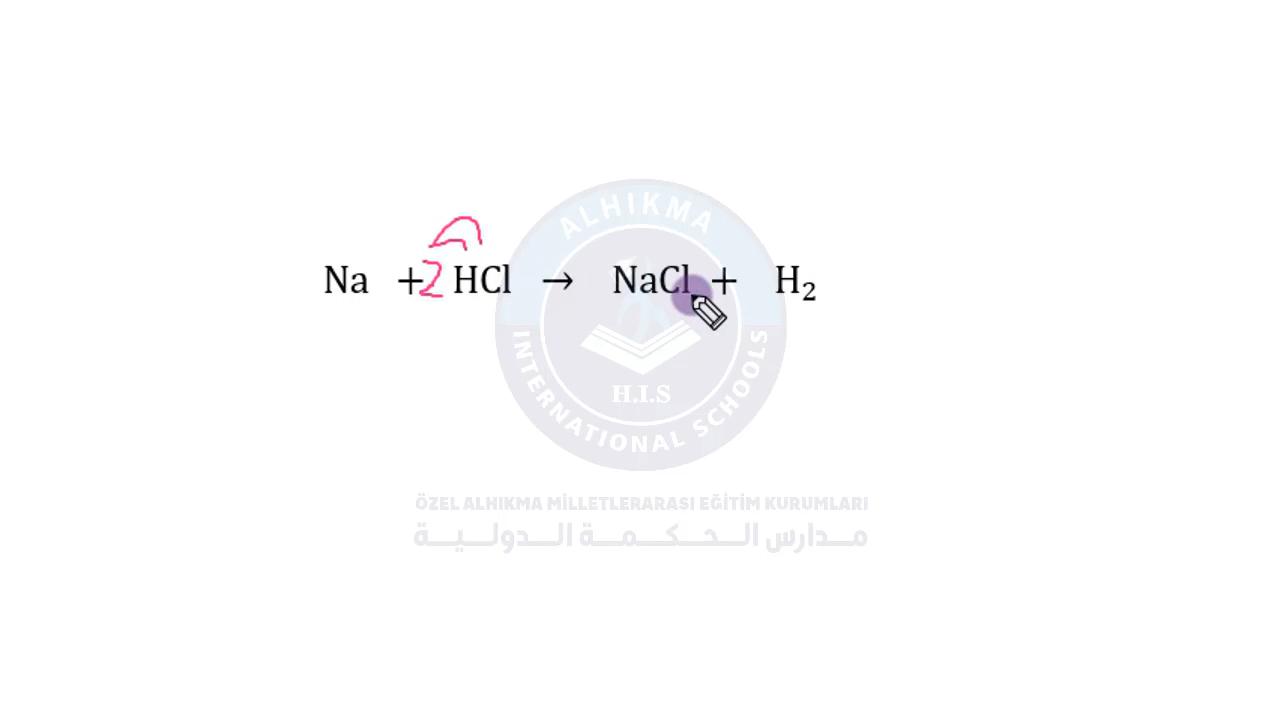 Na + 2 HCl → NaCl + H₂
ALHIKMA
H.I.S
INTERNATIONAL SCHOOLS
ÖZEL ALHIKMA MİLLETLERARASI EĞİTİM KURUMLARI
مدارس الحكمة الدولية